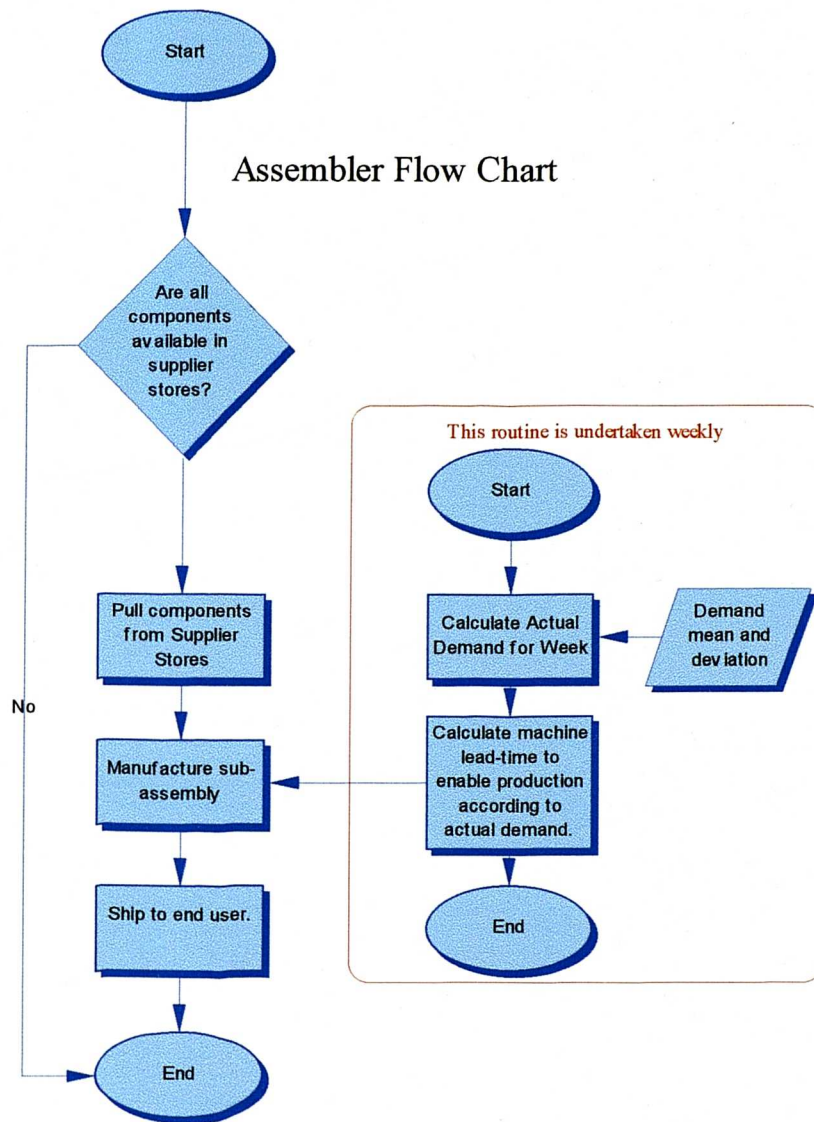 Start
Assembler Flow Chart
Are all
components
available in
supplier
stores?
No
Pull components
from Supplier
Stores
Manufacture sub-
assembly
Ship to end user.
End
This routine is undertaken weekly
Start
Calculate Actual
Demand for Week
Demand
mean and
deviation
Calculate machine
lead-time to
enable production
according to
actual demand.
End